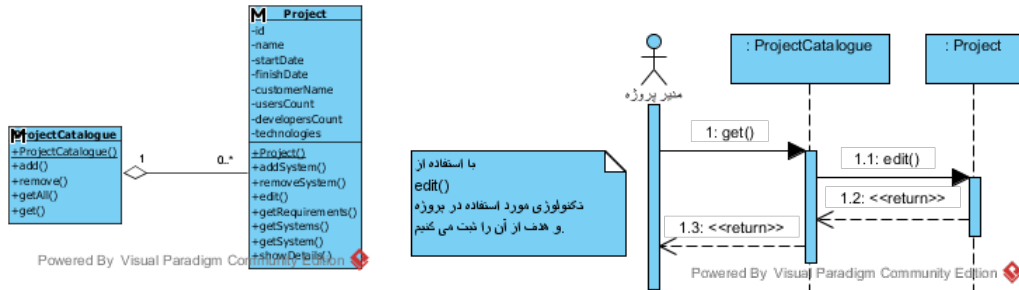 Project
-id
-name
-startDate
-finishDate
-customerName
-usersCount
-developersCount
-technologies
+Project()
+addSystem()
+removeSystem()
+edit()
+getRequirements()
+getSystems()
+getSystem()
+showDetails()
ProjectCatalogue
+ProjectCatalogue()
+add()
+remove()
+getAll()
+get()
1
0..*
Powered By Visual Paradigm Community Edition
با استفاده از
edit()
تکنولوژی مورد استفاده در پروژه
و هدف از آن را ثبت می کنیم.
مدیر پروژه
: ProjectCatalogue
: Project
1: get()
1.1: edit()
1.2: <<return>>
1.3: <<return>>
Powered By Visual Paradigm Community Edition